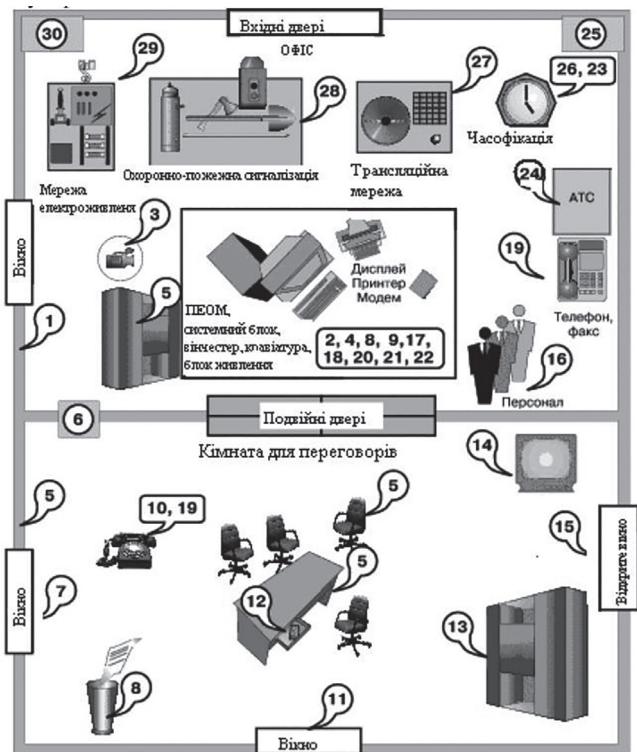 30
Вхідні двері
25
ОФІС
29
28
27
26, 23
Мережа
електроживленя
Охоронно-пожежна сигналізація
Трансляційна
мережа
Часофікація
24
АТС
Вікно
3
5
1
ПЕОМ,
системний блок,
вінчестер, клавіатура,
блок живлення
Дисплей
Принтер
Модем
2, 4, 8, 9,17,
18, 20, 21, 22
19
Телефон,
факс
16
Персонал
6
Подвійні двері
Кімната для переговорів
14
5
10, 19
5
5
15
Відкрите вікно
Вікно
7
12
13
8
11
Вікно